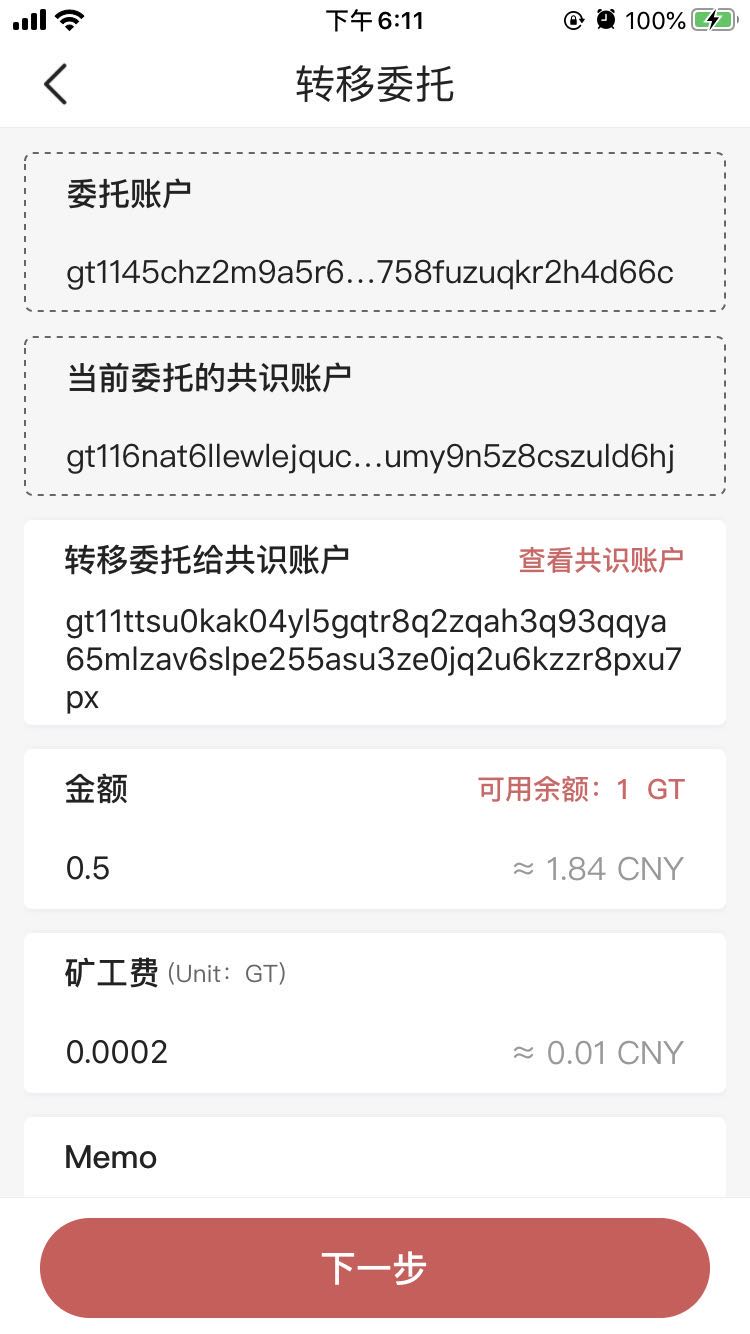 下午6:11
100%
转移委托
委托账户
gt1145chz2m9a5r6...758fuzuqkr2h4d66c
当前委托的共识账户
gt116nat6llewlejquc...umy9n5z8cszuld6hj
转移委托给共识账户 查看共识账户
gt11ttsu0kak04yl5gqtr8q2zqah3q93qqya
65mlzav6slpe255asu3ze0jq2u6kzzr8pxu7
px
金额 可用余额：1 GT
0.5 ≈ 1.84 CNY
矿工费 (Unit：GT)
0.0002 ≈ 0.01 CNY
Memo
下一步